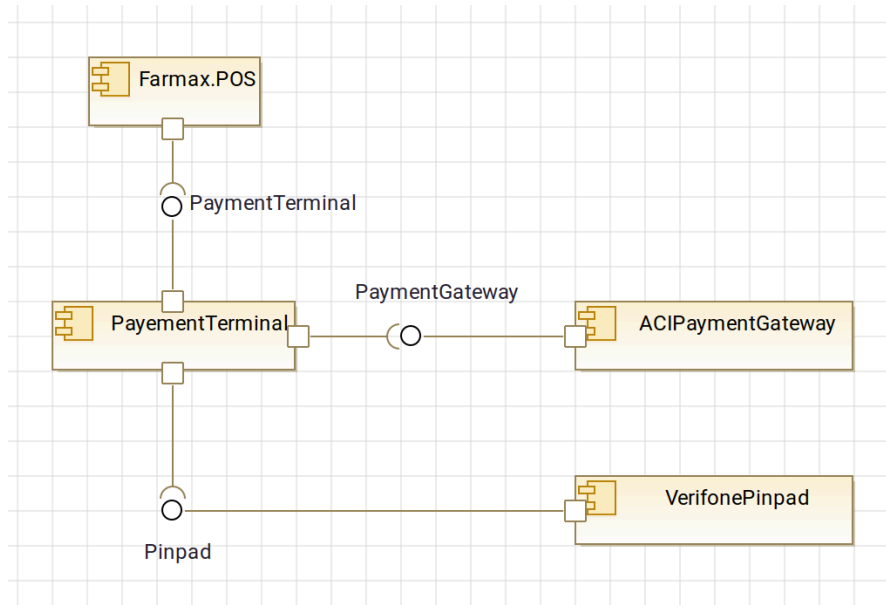 Farmax.POS
PaymentTerminal
PaymentGateway
PayementTerminal
ACIPaymentGateway
VerifonePinpad
Pinpad